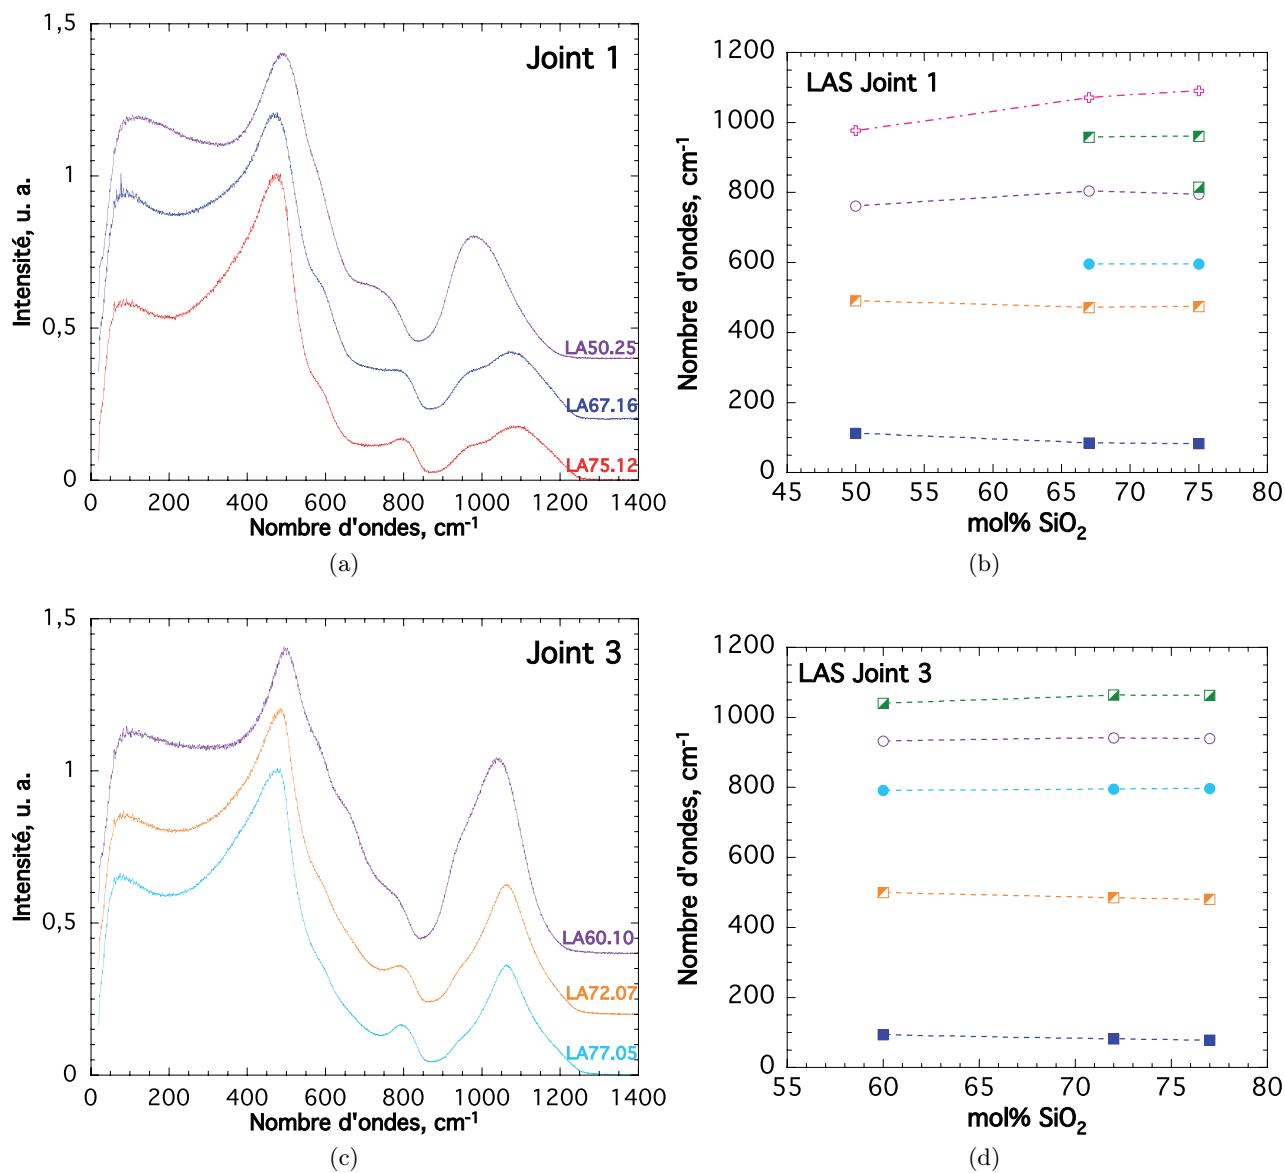 1,5
1
0,5
0
Intensité, u. a.
Joint 1
LA50.25
LA67.16
LA75.12
0 200 400 600 800 1000 1200 1400
Nombre d'ondes, cm-1
(a)
1200
1000
800
600
400
200
0
Nombre d'ondes, cm-1
LAS Joint 1
45 50 55 60 65 70 75 80
mol% SiO2
(b)
1,5
1
0,5
0
Intensité, u. a.
Joint 3
LA60.10
LA72.07
LA77.05
0 200 400 600 800 1000 1200 1400
Nombre d'ondes, cm-1
(c)
1200
1000
800
600
400
200
0
Nombre d'ondes, cm-1
LAS Joint 3
55 60 65 70 75 80
mol% SiO2
(d)